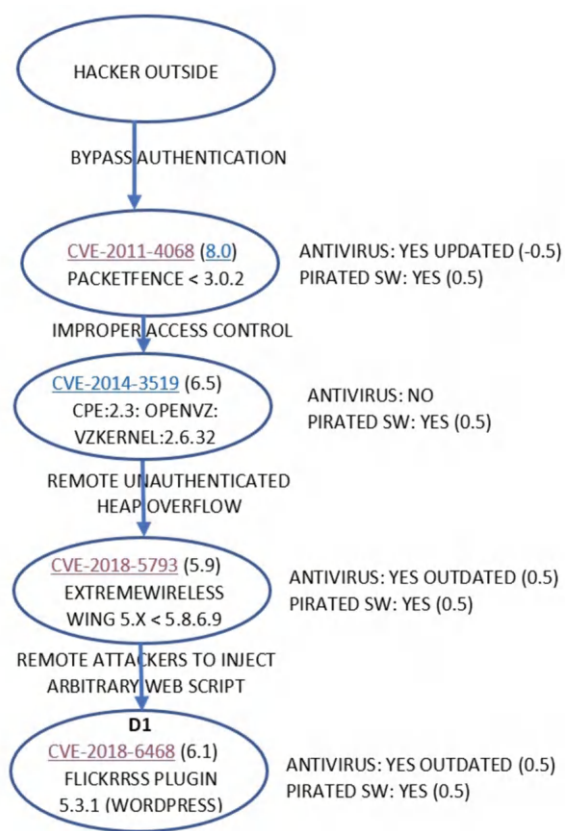 HACKER OUTSIDE
BYPASS AUTHENTICATION
CVE-2011-4068 (8.0)
PACKETFENCE < 3.0.2
ANTIVIRUS: YES UPDATED (-0.5)
PIRATED SW: YES (0.5)
IMPROPER ACCESS CONTROL
CVE-2014-3519 (6.5)
CPE:2.3: OPENVZ:
VZKERNEL:2.6.32
ANTIVIRUS: NO
PIRATED SW: YES (0.5)
REMOTE UNAUTHENTICATED
HEAP OVERFLOW
CVE-2018-5793 (5.9)
EXTREMEWIRELESS
WING 5.X < 5.8.6.9
ANTIVIRUS: YES OUTDATED (0.5)
PIRATED SW: YES (0.5)
REMOTE ATTACKERS TO INJECT
ARBITRARY WEB SCRIPT
D1
CVE-2018-6468 (6.1)
FLICKRRSS PLUGIN
5.3.1 (WORDPRESS)
ANTIVIRUS: YES OUTDATED (0.5)
PIRATED SW: YES (0.5)